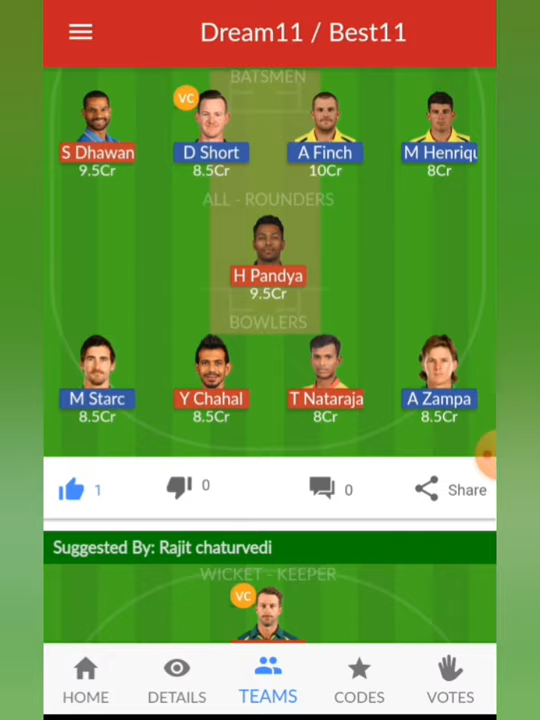 Dream11 / Best11
BATSMEN
VC
S Dhawan D Short A Finch M Henriqu
9.5Cr 8.5Cr 10Cr 8Cr
ALL - ROUNDERS
H Pandya
9.5Cr
BOWLERS
M Starc Y Chahal T Nataraja A Zampa
8.5Cr 8.5Cr 8Cr 8.5Cr
1 0 0 Share
Suggested By: Rajit chaturvedi
WICKET - KEEPER
VC
HOME DETAILS TEAMS CODES VOTES